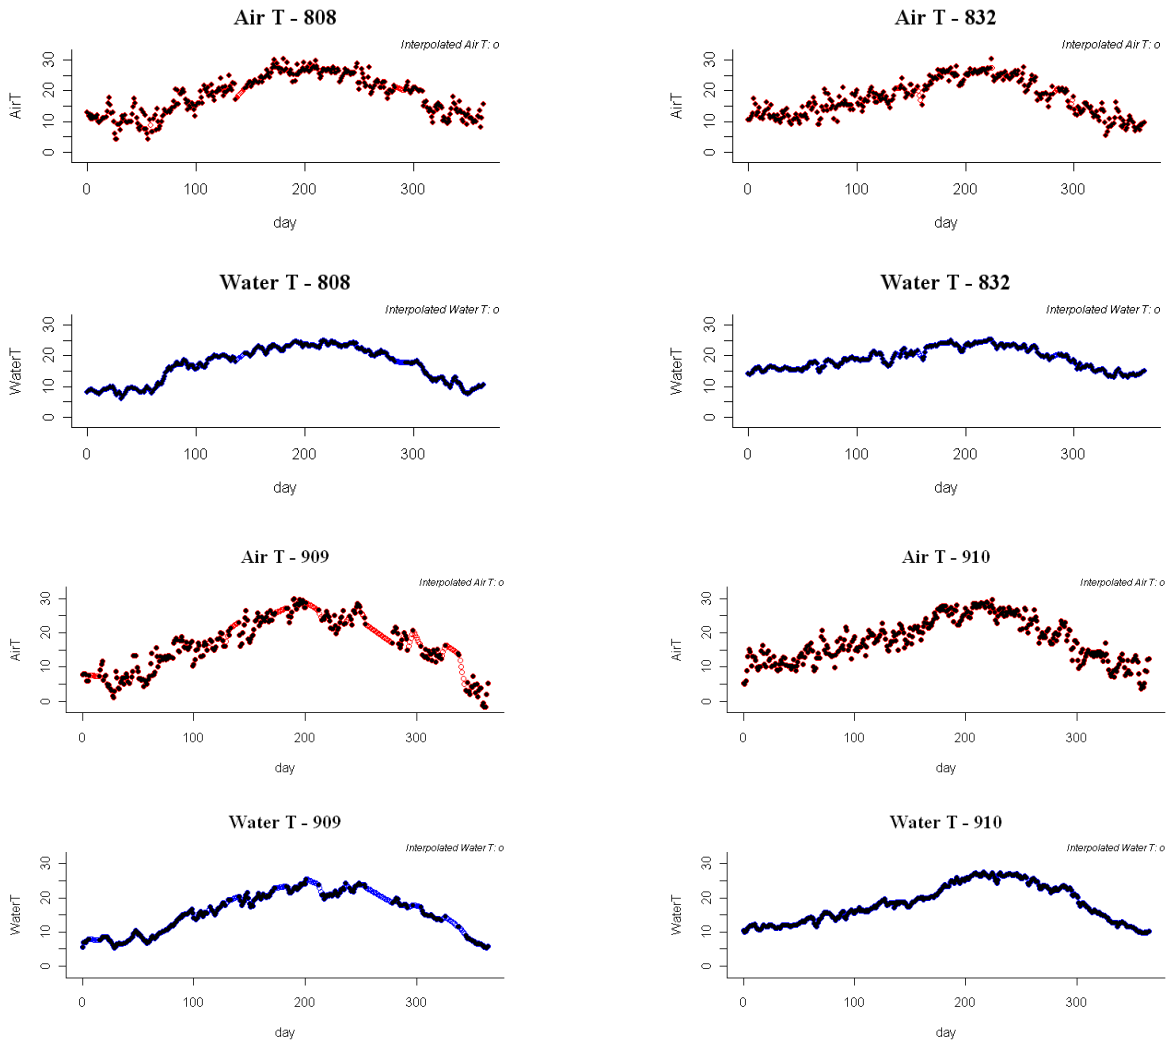 Air T - 808
Interpolated Air T: o
AirT
0 10 20 30
0 100 200 300
day
Air T - 832
Interpolated Air T: o
AirT
0 10 20 30
0 100 200 300
day
Water T - 808
Interpolated Water T: o
WaterT
0 10 20 30
0 100 200 300
day
Water T - 832
Interpolated Water T: o
WaterT
0 10 20 30
0 100 200 300
day
Air T - 909
Interpolated Air T: o
AirT
0 10 20 30
0 100 200 300
day
Air T - 910
Interpolated Air T: o
AirT
0 10 20 30
0 100 200 300
day
Water T - 909
Interpolated Water T: o
WaterT
0 10 20 30
0 100 200 300
day
Water T - 910
Interpolated Water T: o
WaterT
0 10 20 30
0 100 200 300
day